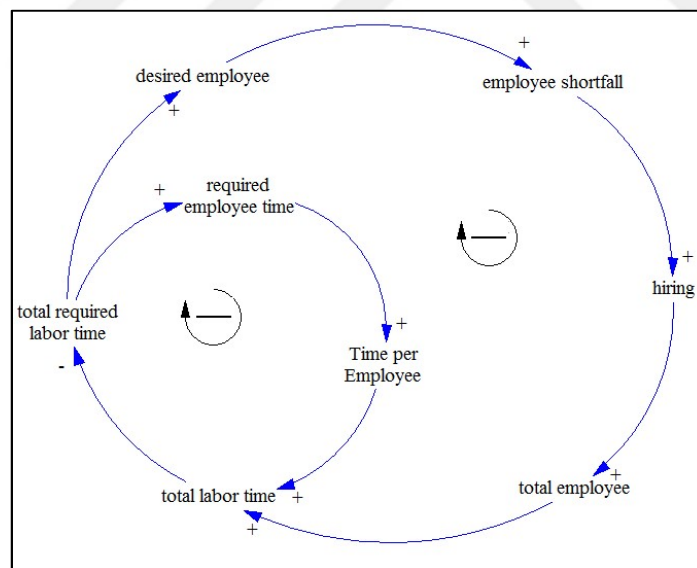 desired employee
+
+
employee shortfall
+
required
employee time
+
hiring
total required
labor time
-
+
Time per
Employee
total labor time
+
+
total employee
+